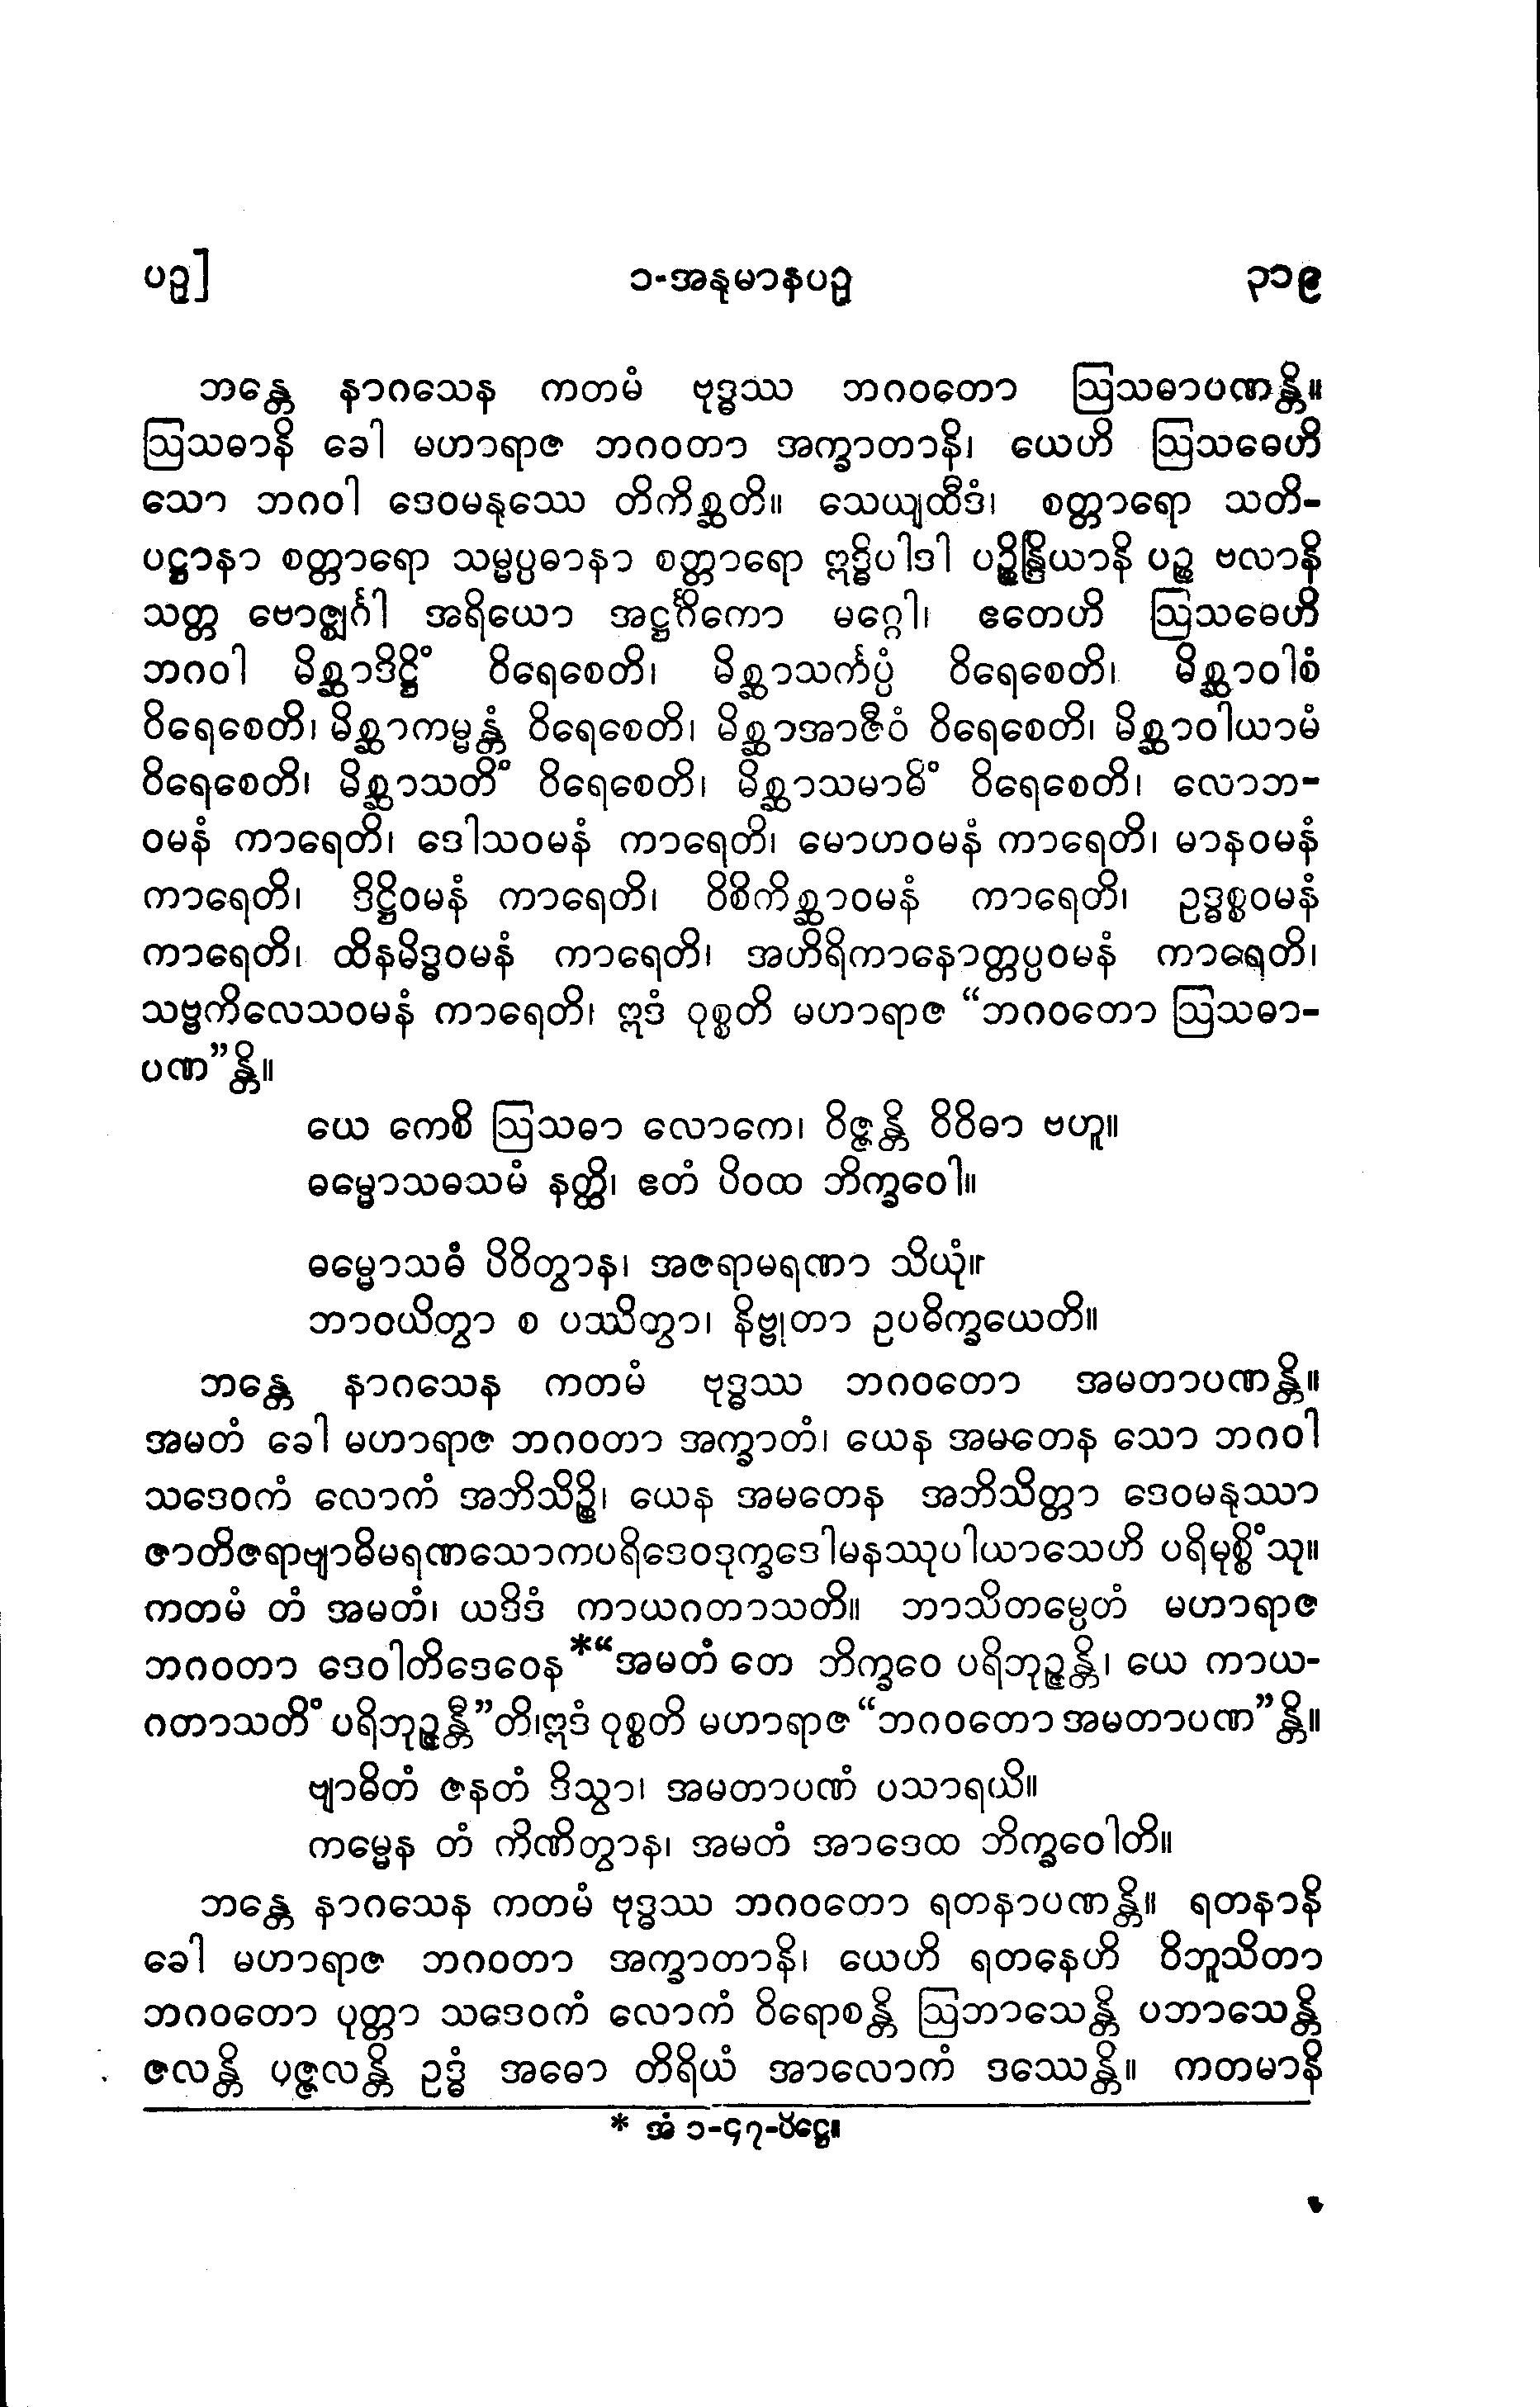 ပဥှ] ၁-အနုမာနပဥှ ၃၁၉
ဘန္တေ နာဂသေန ကတမံ ဗုဒ္ဓဿ ဘဂဝတော ဩသဓာပဏန္တိ။
ဩသဓာနိ ခေါ မဟာရာဇ ဘဂဝတာ အက္ခာတာနိ၊ ယေဟိ ဩသဓေဟိ
သော ဘဂဝါ ဒေဝမနုဿေ တိကိစ္ဆတိ။ သေယျထီဒံ၊ စတ္တာရော သတိ-
ပဋ္ဌာနာ စတ္တာရော သမ္မပ္ပဓာနာ စတ္တာရော ဣဒ္ဓိပါဒါ ပဉ္စိန္ဒြိယာနိ ပဉ္စ ဗလာနိ
သတ္တ ဗောဇ္ဈင်္ဂါ အရိယော အဋ္ဌင်္ဂိကော မဂ္ဂေါ၊ ဧတေဟိ ဩသဓေဟိ
ဘဂဝါ မိစ္ဆာဒိဋ္ဌိံ ဝိရေစေတိ၊ မိစ္ဆာသင်္ကပ္ပံ ဝိရေစေတိ၊ မိစ္ဆာဝါစံ
ဝိရေစေတိ၊ မိစ္ဆာကမ္မန္တံ ဝိရေစေတိ၊ မိစ္ဆာအာဇီဝံ ဝိရေစေတိ၊ မိစ္ဆာဝါယာမံ
ဝိရေစေတိ၊ မိစ္ဆာသတိံ ဝိရေစေတိ၊ မိစ္ဆာသမာဓိံ ဝိရေစေတိ၊ လောဘ-
ဝမနံ ကာရေတိ၊ ဒေါသဝမနံ ကာရေတိ၊ မောဟဝမနံ ကာရေတိ၊ မာနဝမနံ
ကာရေတိ၊ ဒိဋ္ဌိဝမနံ ကာရေတိ၊ ဝိစိကိစ္ဆာဝမနံ ကာရေတိ၊ ဥဒ္ဓစ္စဝမနံ
ကာရေတိ၊ ထိနမိဒ္ဓဝမနံ ကာရေတိ၊ အဟိရိကာနောတ္တပ္ပဝမနံ ကာရေတိ၊
သဗ္ဗကိလေသဝမနံ ကာရေတိ၊ ဣဒံ ဝုစ္စတိ မဟာရာဇ “ဘဂဝတော ဩသဓာ-
ပဏ”န္တိ။
ယေ ကေစိ ဩသဓာ လောကေ၊ ဝိဇ္ဇန္တိ ဝိဝိဓာ ဗဟူ။
ဓမ္မောသဓသမံ နတ္ထိ၊ ဧတံ ပိဝထ ဘိက္ခဝေါ။
ဓမ္မောသဓံ ပိဝိတွာန၊ အဇရာမရဏာ သိယုံ။
ဘာဝယိတွာ စ ပဿိတွာ၊ နိဗ္ဗုတာ ဥပဓိက္ခယေတိ။
ဘန္တေ နာဂသေန ကတမံ ဗုဒ္ဓဿ ဘဂဝတော အမတာပဏန္တိ။
အမတံ ခေါ မဟာရာဇ ဘဂဝတာ အက္ခာတံ၊ ယေန အမတေန သော ဘဂဝါ
သဒေဝကံ လောကံ အဘိသိဉ္စိ၊ ယေန အမတေန အဘိသိတ္တာ ဒေဝမနုဿာ
ဇာတိဇရာဗျာဓိမရဏသောကပရိဒေဝဒုက္ခဒေါမနဿုပါယာသေဟိ ပရိမုစ္စိံသု။
ကတမံ တံ အမတံ၊ ယဒိဒံ ကာယဂတာသတိ။ ဘာသိတမ္ပေတံ မဟာရာဇ
ဘဂဝတာ ဒေဝါတိဒေဝေန*“အမတံ တေ ဘိက္ခဝေ ပရိဘုဉ္ဇန္တိ၊ ယေ ကာယ-
ဂတာသတိံ ပရိဘုဉ္ဇန္တီ”တိ၊ဣဒံ ဝုစ္စတိ မဟာရာဇ “ဘဂဝတော အမတာပဏ”န္တိ။
ဗျာဓိတံ ဇနတံ ဒိသွာ၊ အမတာပဏံ ပသာရယိ။
ကမ္မေန တံ ကိဏိတွာန၊ အမတံ အာဒေထ ဘိက္ခဝေါတိ။
ဘန္တေ နာဂသေန ကတမံ ဗုဒ္ဓဿ ဘဂဝတော ရတနာပဏန္တိ။ ရတနာနိ
ခေါ မဟာရာဇ ဘဂဝတာ အက္ခာတာနိ၊ ယေဟိ ရတနေဟိ ဝိဘူသိတာ
ဘဂဝတော ပုတ္တာ သဒေဝကံ လောကံ ဝိရောစန္တိ ဩဘာသေန္တိ ပဘာသေန္တိ
ဇလန္တိ ပဇ္ဇလန္တိ ဥဒ္ဓံ အဓော တိရိယံ အာလောကံ ဒဿေန္တိ။ ကတမာနိ
* အံ ၁-၄၇-ပိဋ္ဌေ။